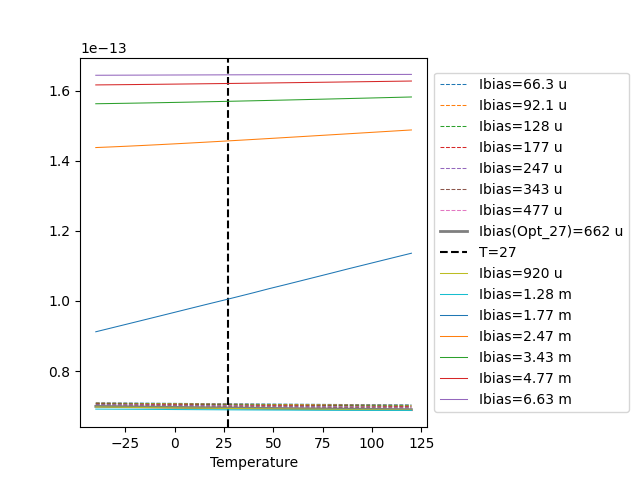 1e−13
1.6
1.4
1.2
1.0
0.8
−25
0
25
50
75
100
125
Temperature
Ibias=66.3 u
Ibias=92.1 u
Ibias=128 u
Ibias=177 u
Ibias=247 u
Ibias=343 u
Ibias=477 u
Ibias(Opt_27)=662 u
T=27
Ibias=920 u
Ibias=1.28 m
Ibias=1.77 m
Ibias=2.47 m
Ibias=3.43 m
Ibias=4.77 m
Ibias=6.63 m